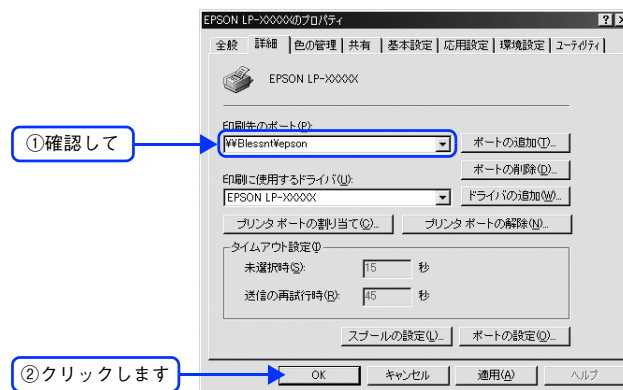 EPSON LP-XXXXXのプロパティ
全般 詳細 色の管理 共有 基本設定 応用設定 環境設定 ユーティリティ
EPSON LP-XXXXX
印刷先のポート(P):
①確認して
¥¥Blessnt¥epson
ポートの追加(T)...
ポートの削除(D)...
印刷に使用するドライバ(U):
EPSON LP-XXXXX
ドライバの追加(W)...
プリンタ ポートの割り当て(C)...
プリンタ ポートの解除(N)...
タイムアウト設定
未選択時(S):
15
秒
送信の再試行時(R):
45
秒
スプールの設定(L)...
ポートの設定(O)...
②クリックします
OK
キャンセル
適用(A)
ヘルプ